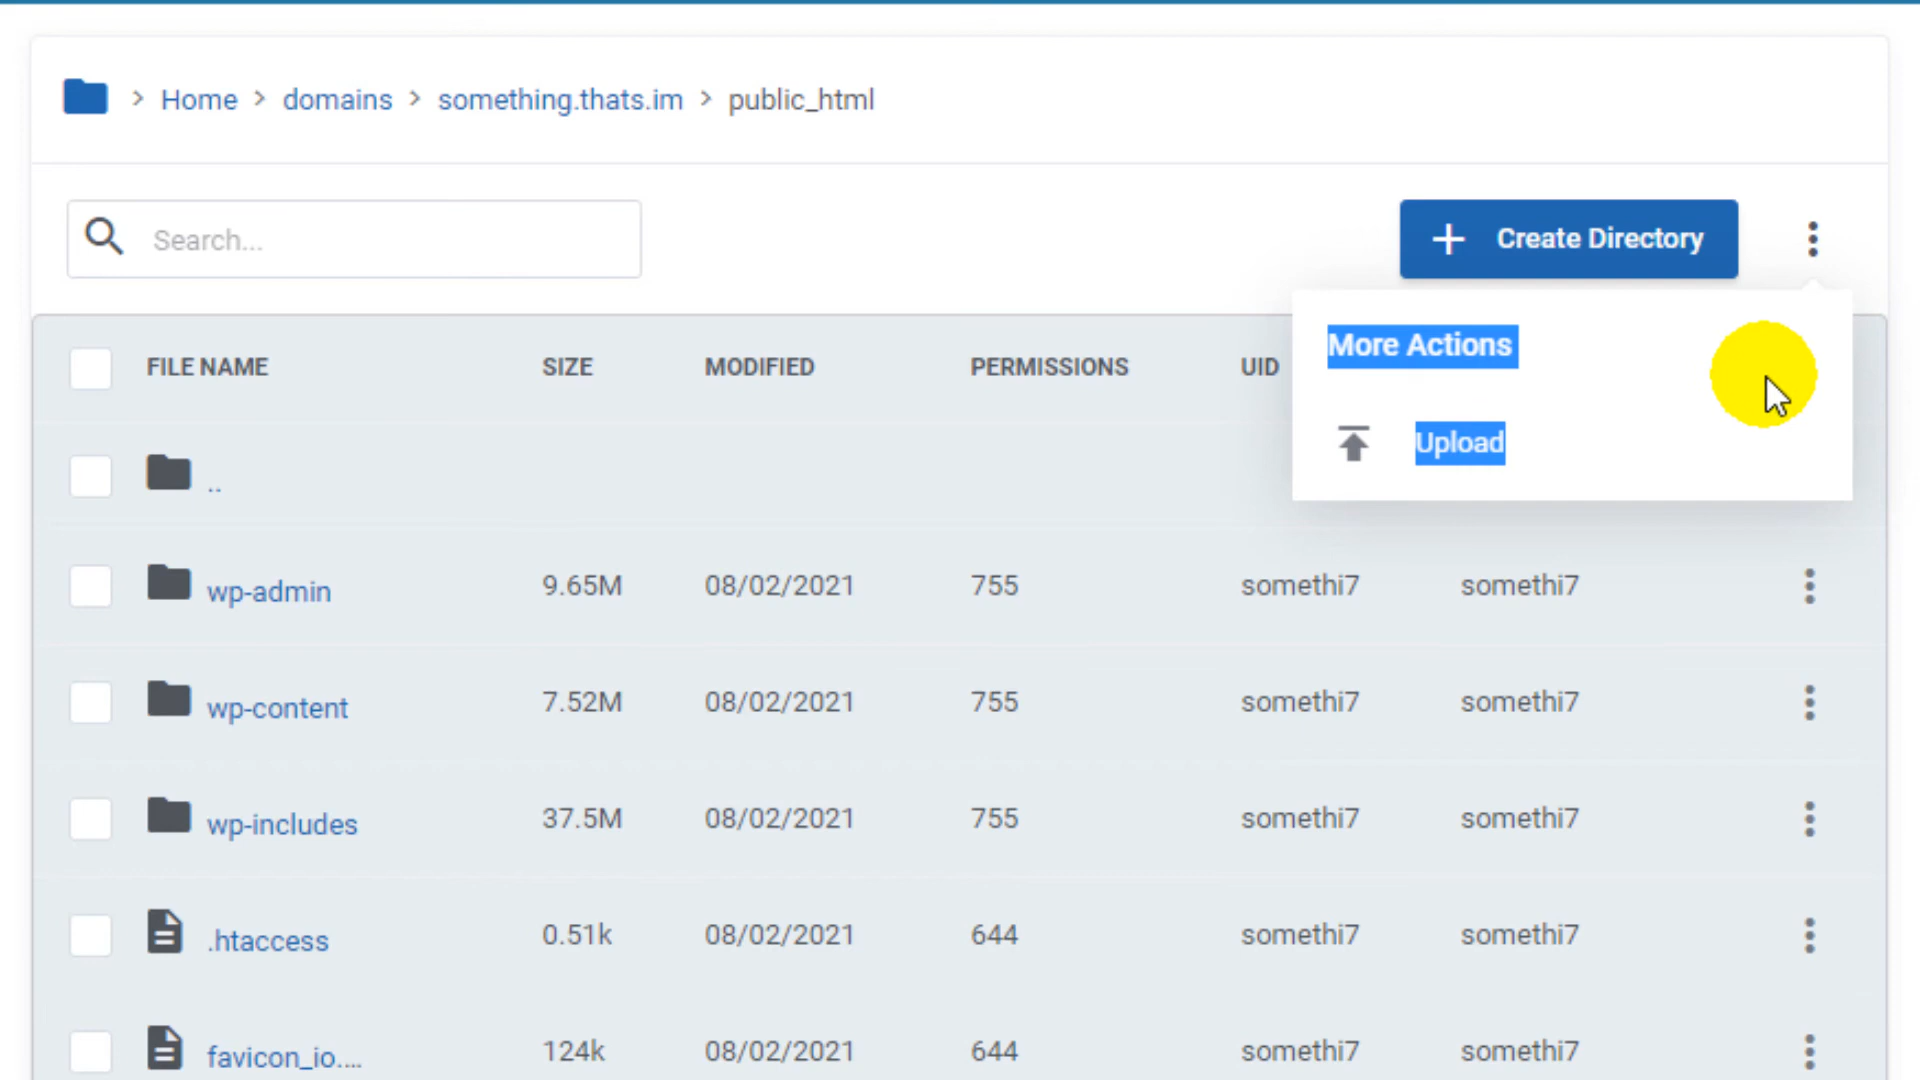 > Home > domains > something.thats.im > public_html
Search...
+ Create Directory
More Actions
Upload
FILE NAME SIZE MODIFIED PERMISSIONS UID
..
wp-admin 9.65M 08/02/2021 755 somethi7 somethi7
wp-content 7.52M 08/02/2021 755 somethi7 somethi7
wp-includes 37.5M 08/02/2021 755 somethi7 somethi7
.htaccess 0.51k 08/02/2021 644 somethi7 somethi7
favicon_io.... 124k 08/02/2021 644 somethi7 somethi7